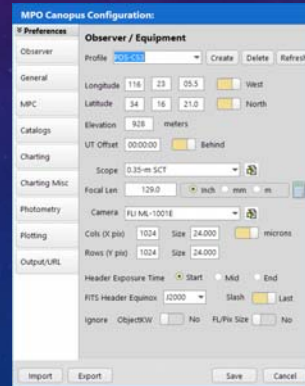 MPO Canopus Configuration:
Preferences
Observer
General
MPC
Catalogs
Charting
Charting Misc
Photometry
Plotting
Output/URL
Observer / Equipment
Profile POS-CS3 Create Delete Refresh
Longitude 116 23 05.5 West
Latitude 34 16 21.0 North
Elevation 928 meters
UT Offset 00:00:00 Behind
Scope 0.35-m SCT
Focal Len 129.0 Inch mm m
Camera FLI ML-1001E
Cols (X pix) 1024 Size 24.000 microns
Rows (Y pix) 1024 Size 24.000
Header Exposure Time Start Mid End
FITS Header Equinox J2000 Slash Last
Ignore ObjectKW No FL/Pix Size No
Import Export Save Cancel